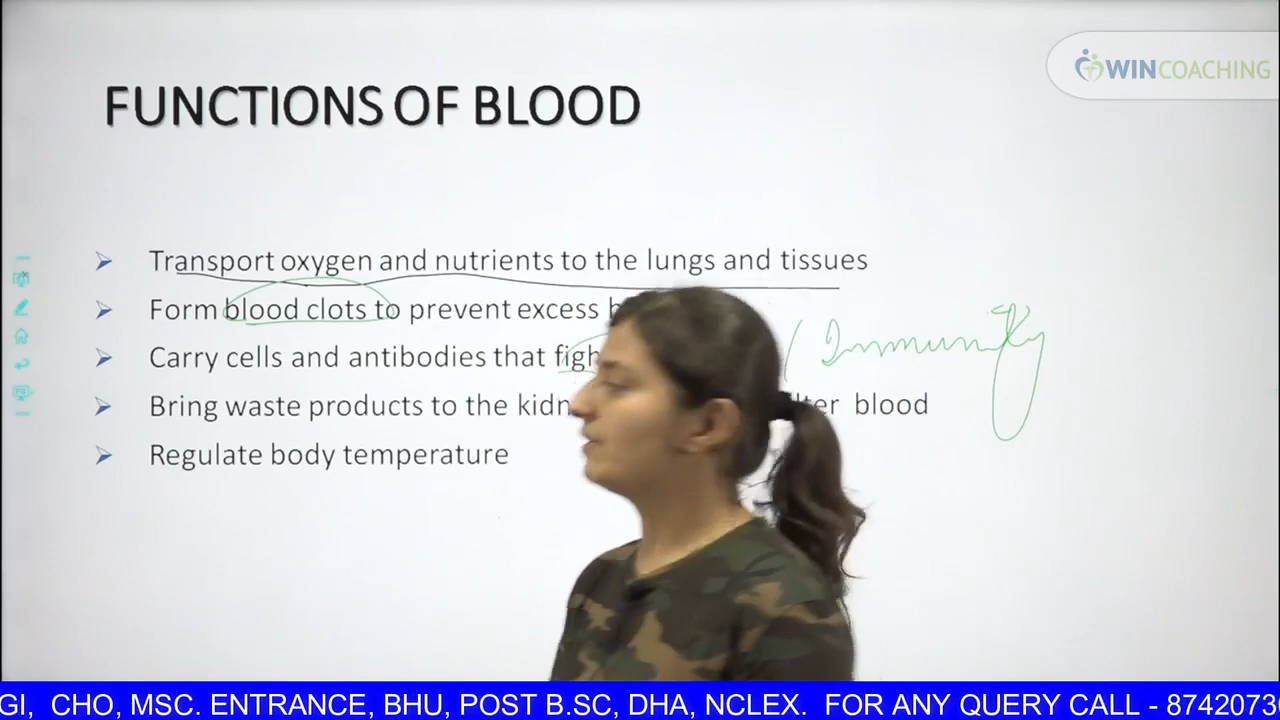 WINCOACHING
FUNCTIONS OF BLOOD
Transport oxygen and nutrients to the lungs and tissues
Form blood clots to prevent excess
Carry cells and antibodies that
Immunity
Bring waste products to the blood
Regulate body temperature
GI, CHO, MSC. ENTRANCE, BHU, POST B.SC, DHA, NCLEX. FOR ANY QUERY CALL - 8742073